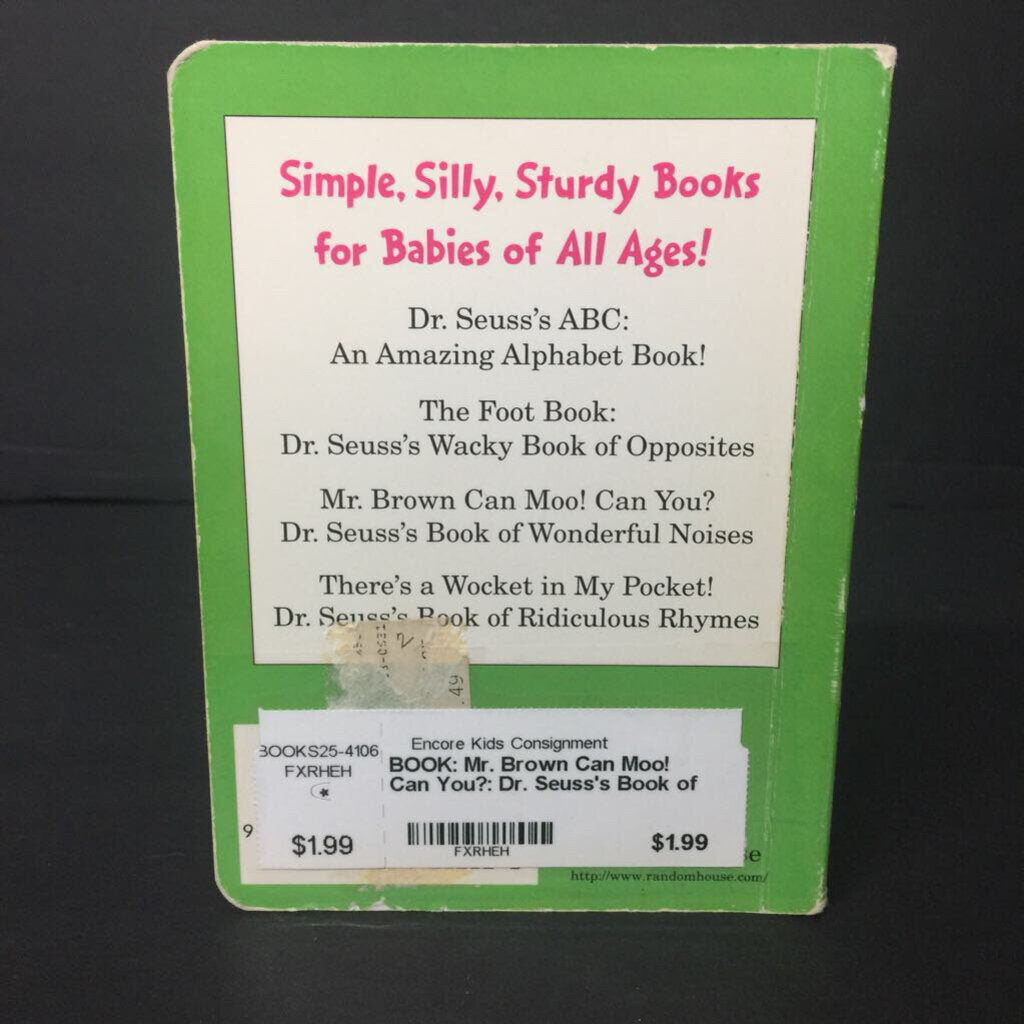 Simple, Silly, Sturdy Books
for Babies of All Ages!
Dr. Seuss's ABC:
An Amazing Alphabet Book!
The Foot Book:
Dr. Seuss's Wacky Book of Opposites
Mr. Brown Can Moo! Can You?
Dr. Seuss's Book of Wonderful Noises
There's a Wocket in My Pocket!
Dr. Seuss's Book of Ridiculous Rhymes
.49
BOOKS25-4106
FXRHEH
$1.99
Encore Kids Consignment
BOOK: Mr. Brown Can Moo!
Can You?: Dr. Seuss's Book of
FXRHEH
$1.99
9
http://www.randomhouse.com/